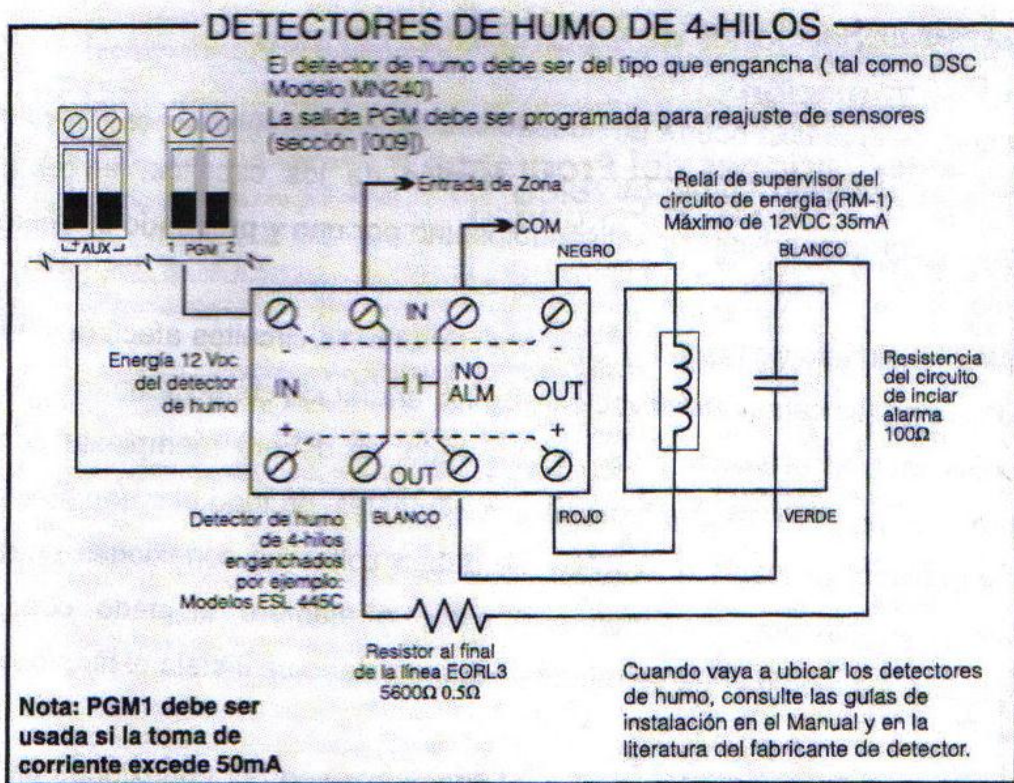 DETECTORES DE HUMO DE 4-HILOS
El detector de humo debe ser del tipo que engancha ( tal como DSC
Modelo MN240).
La salida PGM debe ser programada para reajuste de sensores
(sección [009]).
Entrada de Zona
COM
Relaí de supervisor del
circuito de energía (RM-1)
Máximo de 12VDC 35mA
+ AUX -
1 PGM 2
NEGRO
BLANCO
IN
Energía 12 Voc
del detector
de humo
- IN +
NO
ALM
- OUT +
OUT
Resistencia
del circuito
de inciar
alarma
100Ω
Detector de humo
de 4-hilos
enganchados
por ejemplo:
Modelos ESL 445C
BLANCO
ROJO
VERDE
Resistor al final
de la línea EORL3
5600Ω 0.5Ω
Nota: PGM1 debe ser
usada si la toma de
corriente excede 50mA
Cuando vaya a ubicar los detectores
de humo, consulte las guías de
instalación en el Manual y en la
literatura del fabricante de detector.